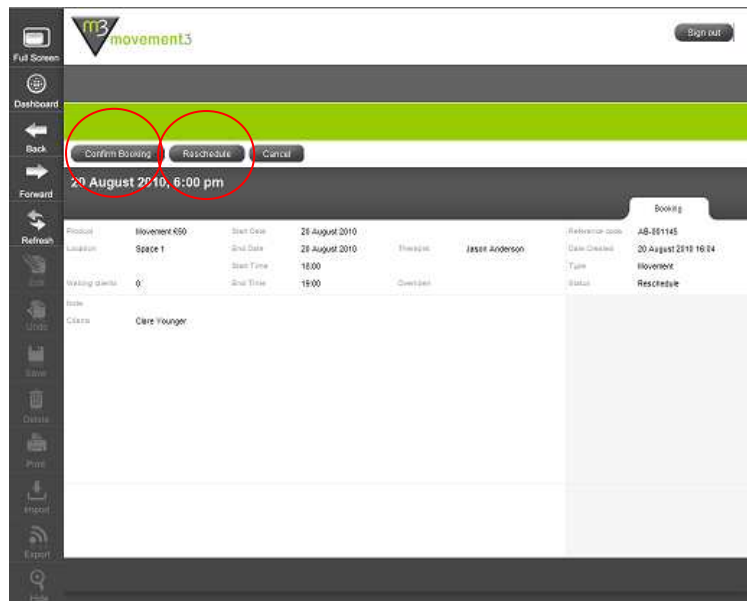 m3 movement3
Sign out
Full Screen
Dashboard
Back
Forward
Refresh
Edit
Undo
Save
Delete
Print
Import
Export
Hide
Confirm Booking Reschedule Cancel
20 August 2010, 6:00 pm
Booking
Product Movement €60 Start Date 20 August 2010 Reference code AB-001145
Location Space 1 End Date 20 August 2010 Therapist Jason Anderson Date Created 20 August 2010 16:04
Start Time 18:00 Type Movement
Waiting clients 0 End Time 19:00 Overriden Status Reschedule
Note
Clients Clare Younger